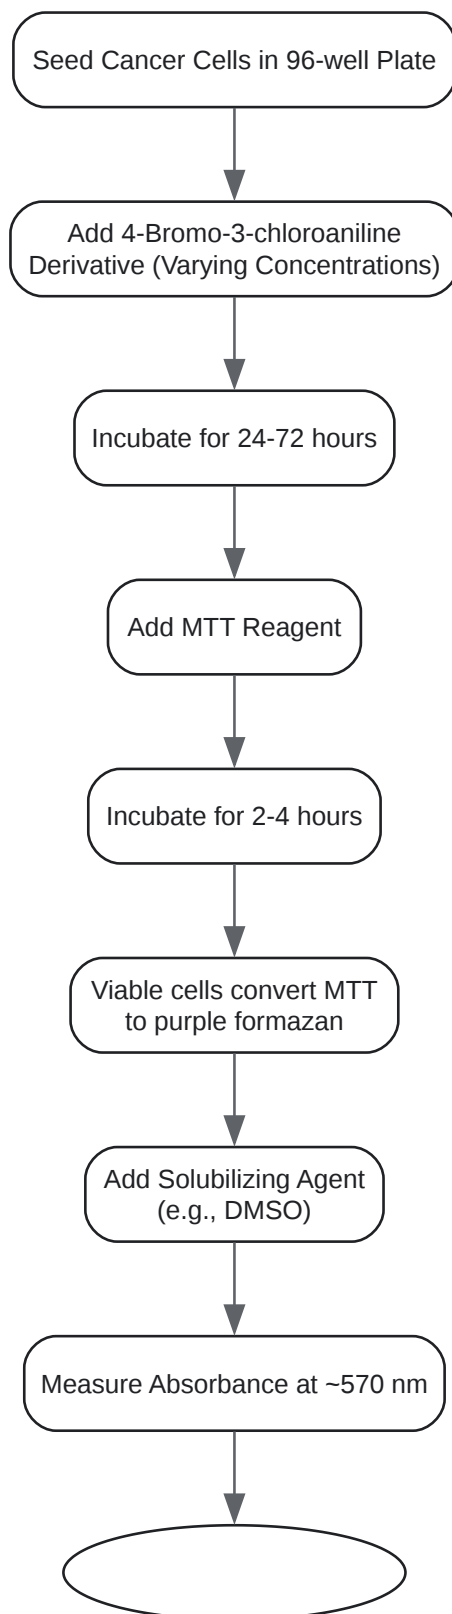 Seed Cancer Cells in 96-well Plate
Add 4-Bromo-3-chloroaniline
Derivative (Varying Concentrations)
Incubate for 24-72 hours
Add MTT Reagent
Incubate for 2-4 hours
Viable cells convert MTT
to purple formazan
Add Solubilizing Agent
(e.g., DMSO)
Measure Absorbance at ~570 nm